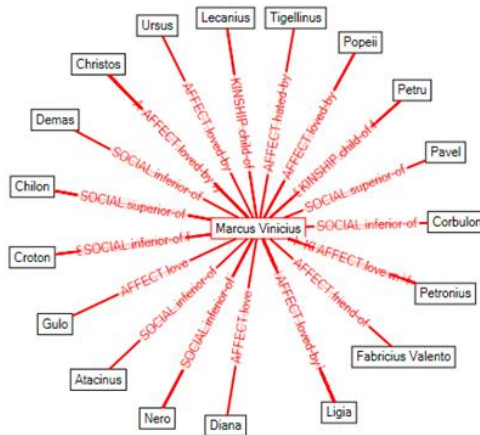 Lecanius
Tigellinus
Ursus
Popeii
Christos
Petru
Demas
Pavel
Chilon
Marcus Vinicius
Corbulon
Croton
Petronius
Gulo
Fabricius Valento
Atacinus
Nero
Diana
Ligia
KINSHIP child-of
AFFECT hated-by
AFFECT loved-by
AFFECT loved-by
AFFECT loved-by
KINSHIP child-of
SOCIAL inferior-of
SOCIAL superior-of
SOCIAL superior-of
SOCIAL inferior-of
SOCIAL inferior-of
AFFECT love
AFFECT love
AFFECT friend-of
SOCIAL inferior-of
SOCIAL inferior-of
AFFECT love
AFFECT loved-by